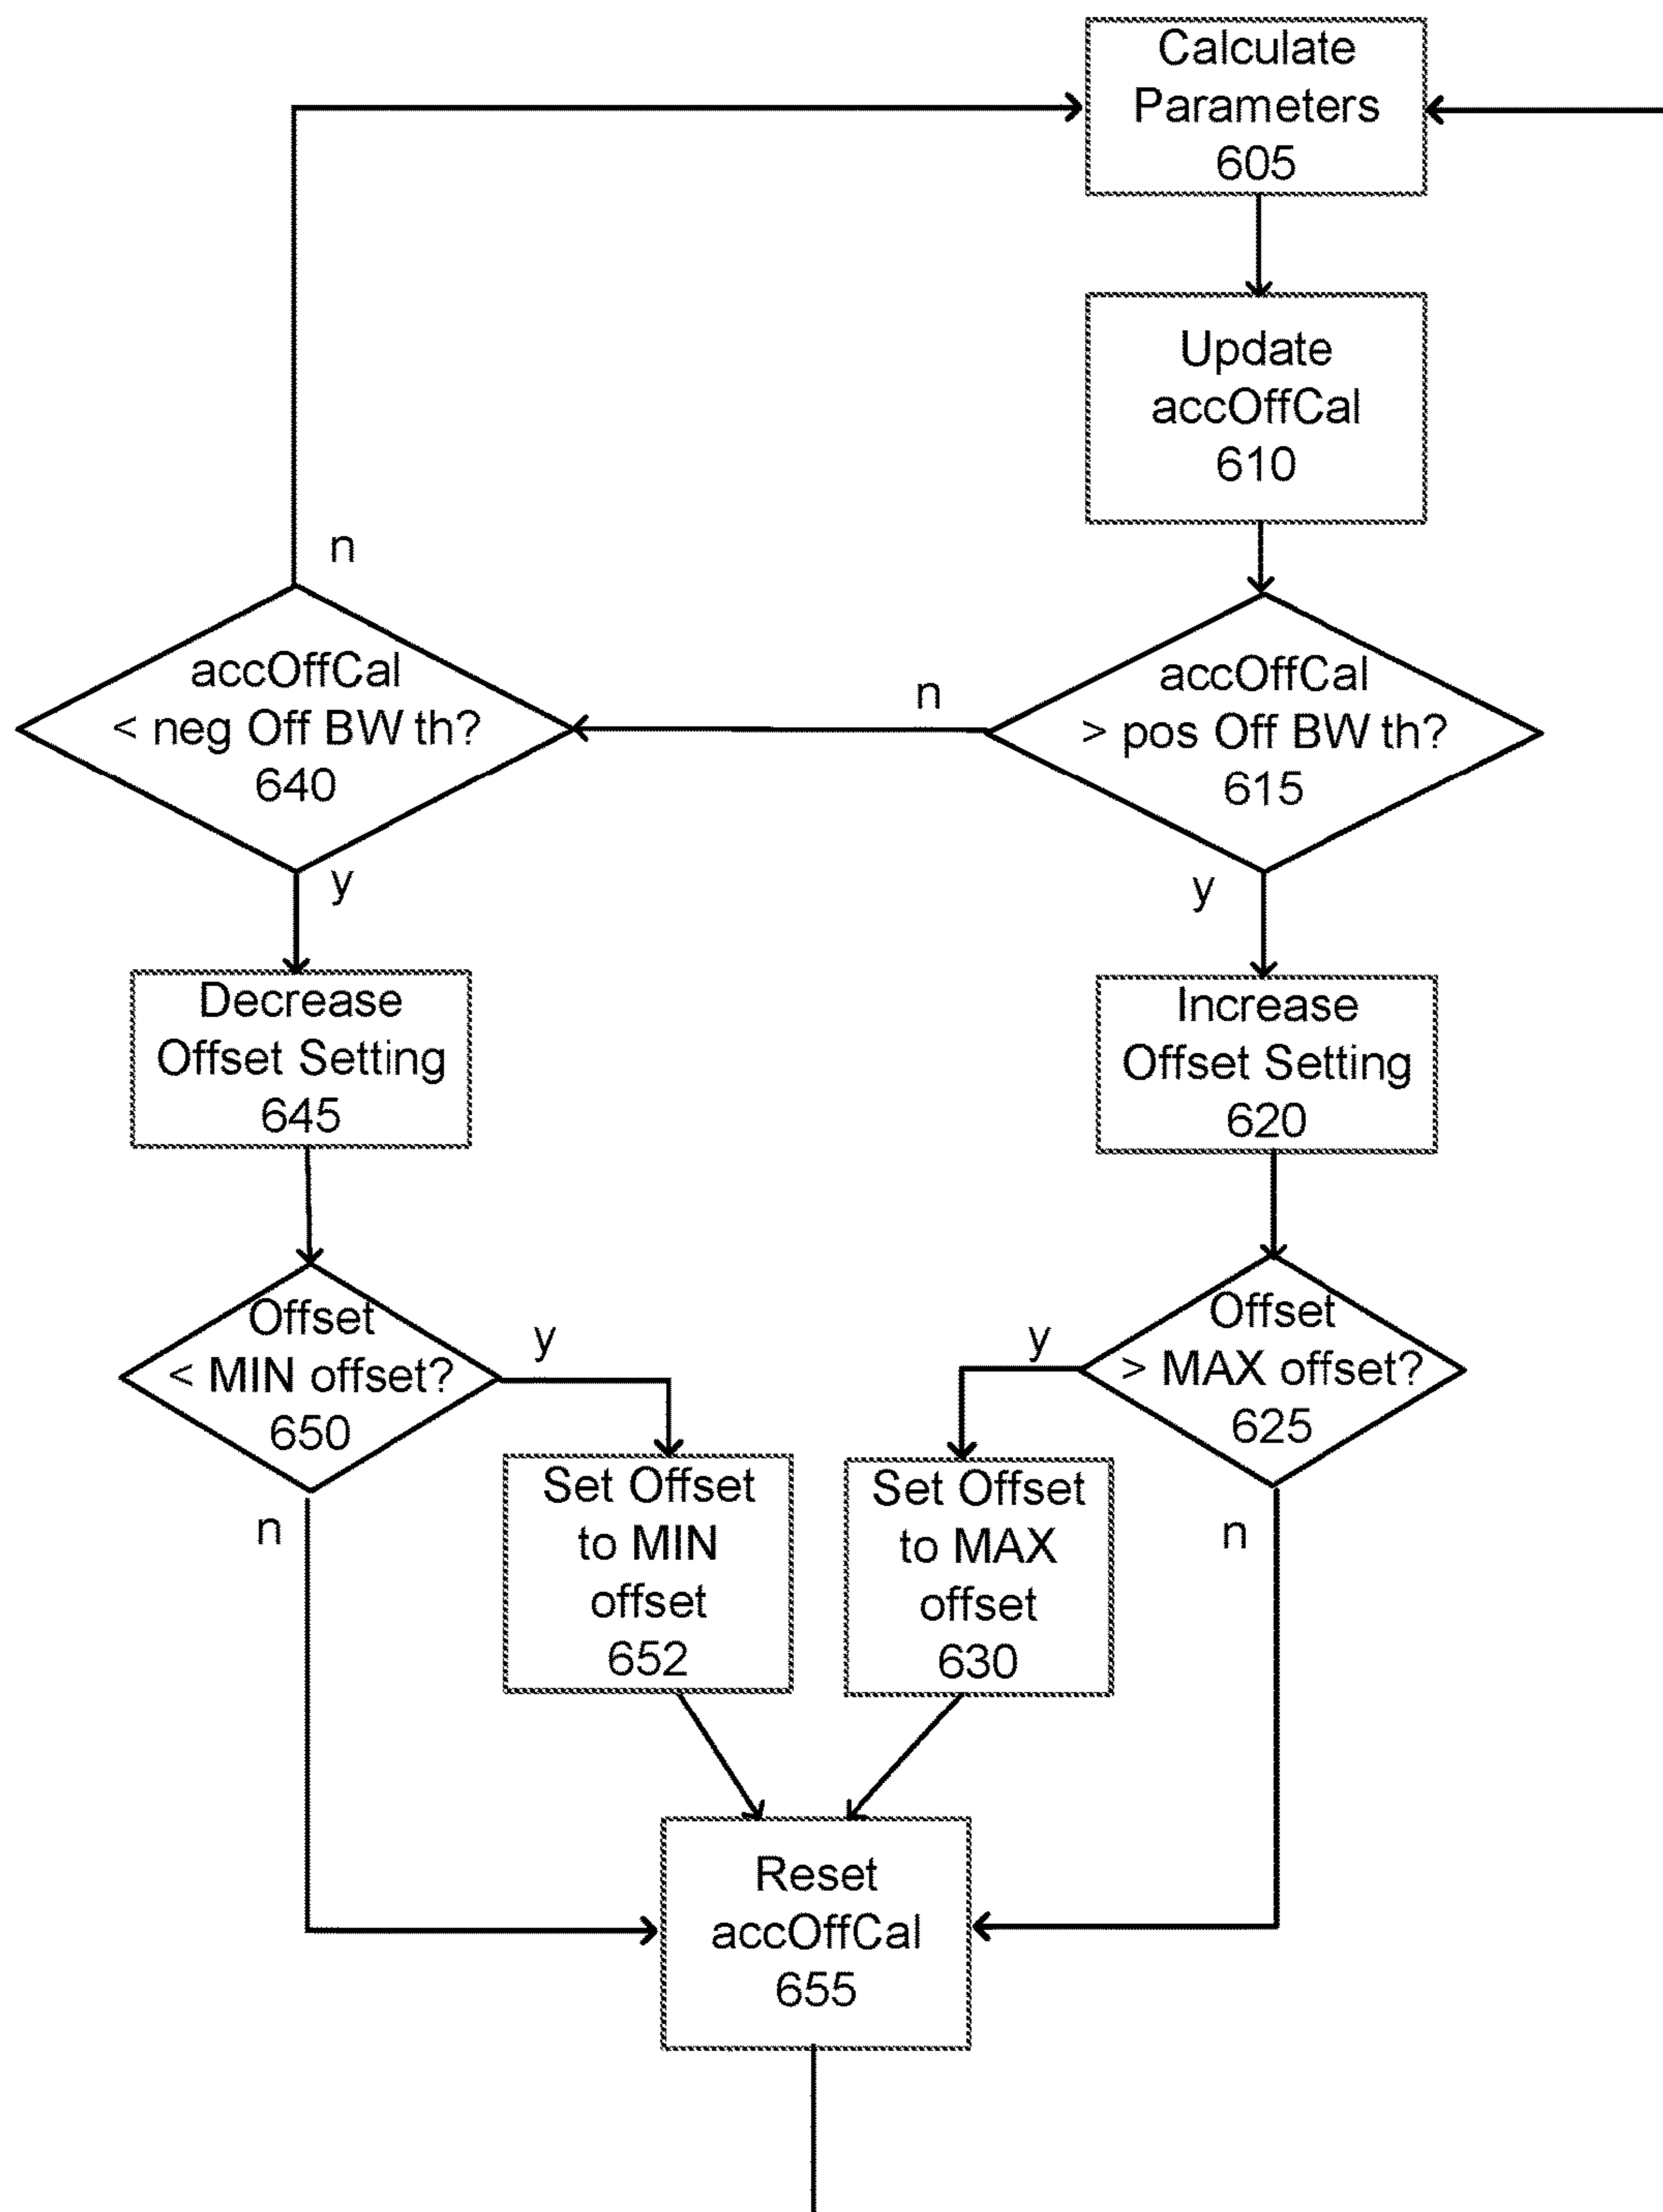 Calculate
Parameters
605
Update
accOffCal
610
n
accOffCal
< neg Off BW th?
640
n
accOffCal
> pos Off BW th?
615
y
y
Decrease
Offset Setting
645
Increase
Offset Setting
620
Offset
< MIN offset?
650
y
y
Offset
> MAX offset?
625
n
Set Offset
to MIN
offset
652
Set Offset
to MAX
offset
630
n
Reset
accOffCal
655